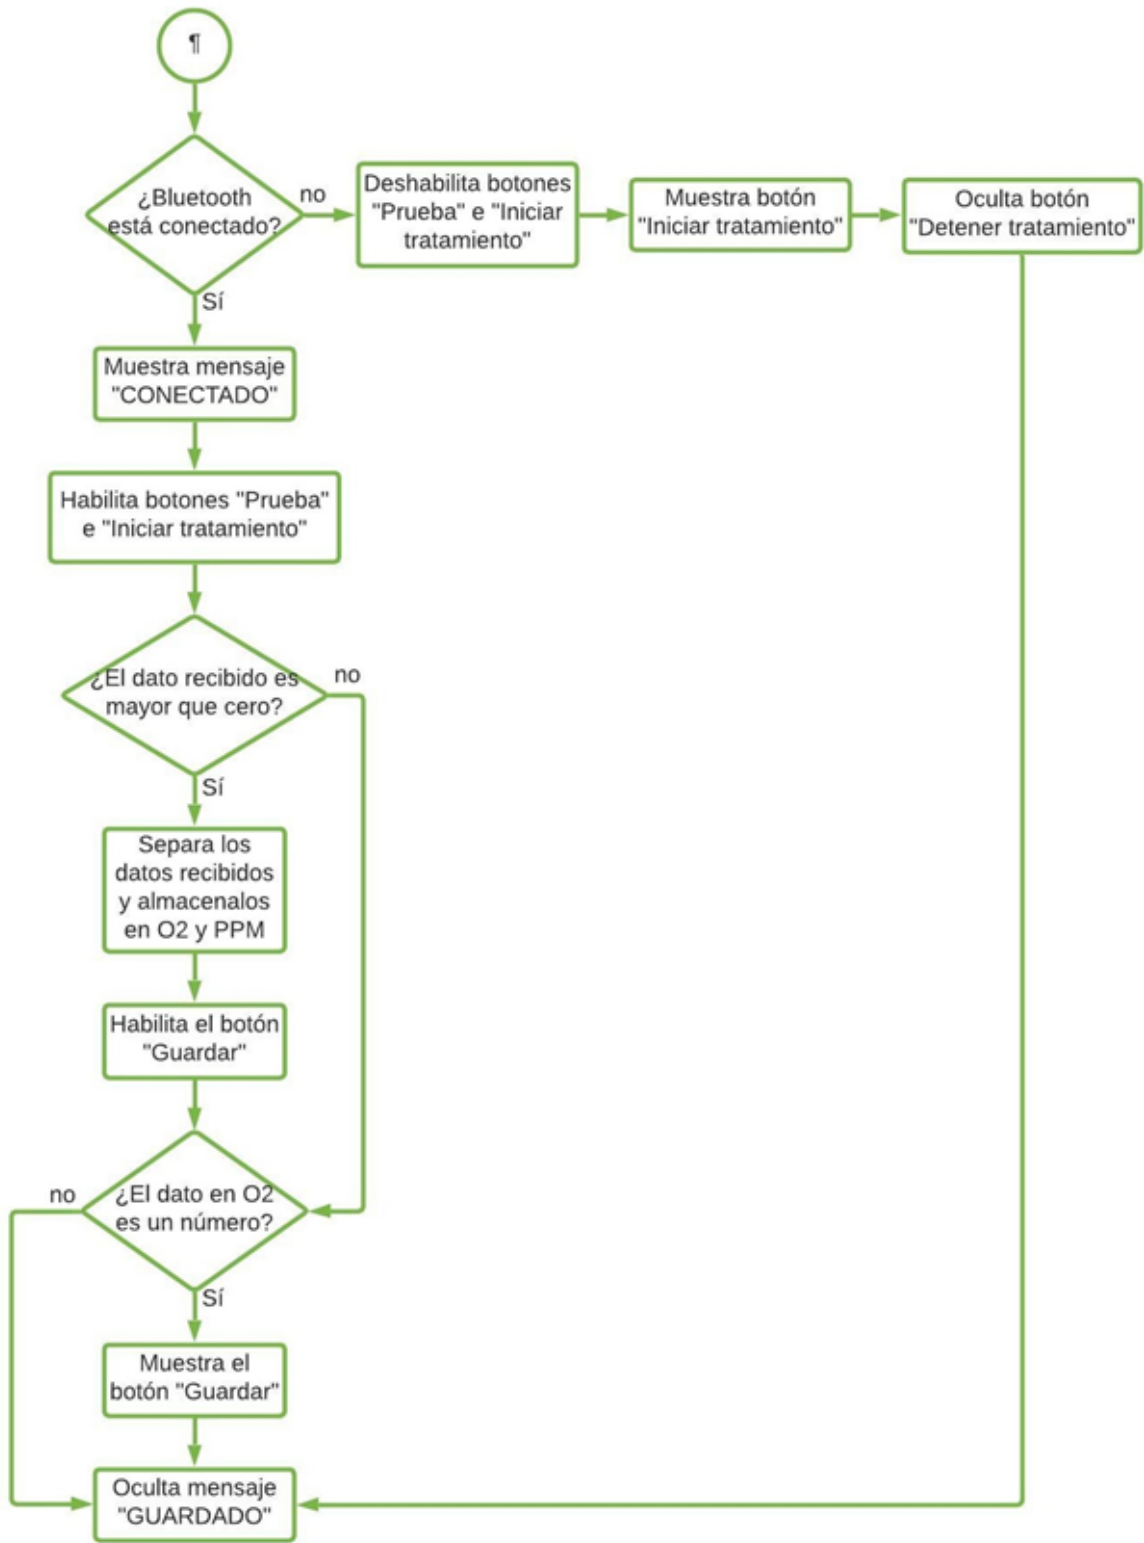 ¶
¿Bluetooth
está conectado?
no
Deshabilita botones
"Prueba" e "Iniciar
tratamiento"
Muestra botón
"Iniciar tratamiento"
Oculta botón
"Detener tratamiento"
Sí
Muestra mensaje
"CONECTADO"
Habilita botones "Prueba"
e "Iniciar tratamiento"
¿El dato recibido es
mayor que cero?
no
Sí
Separa los
datos recibidos
y almacenalos
en O2 y PPM
Habilita el botón
"Guardar"
no
¿El dato en O2
es un número?
Sí
Muestra el
botón "Guardar"
Oculta mensaje
"GUARDADO"